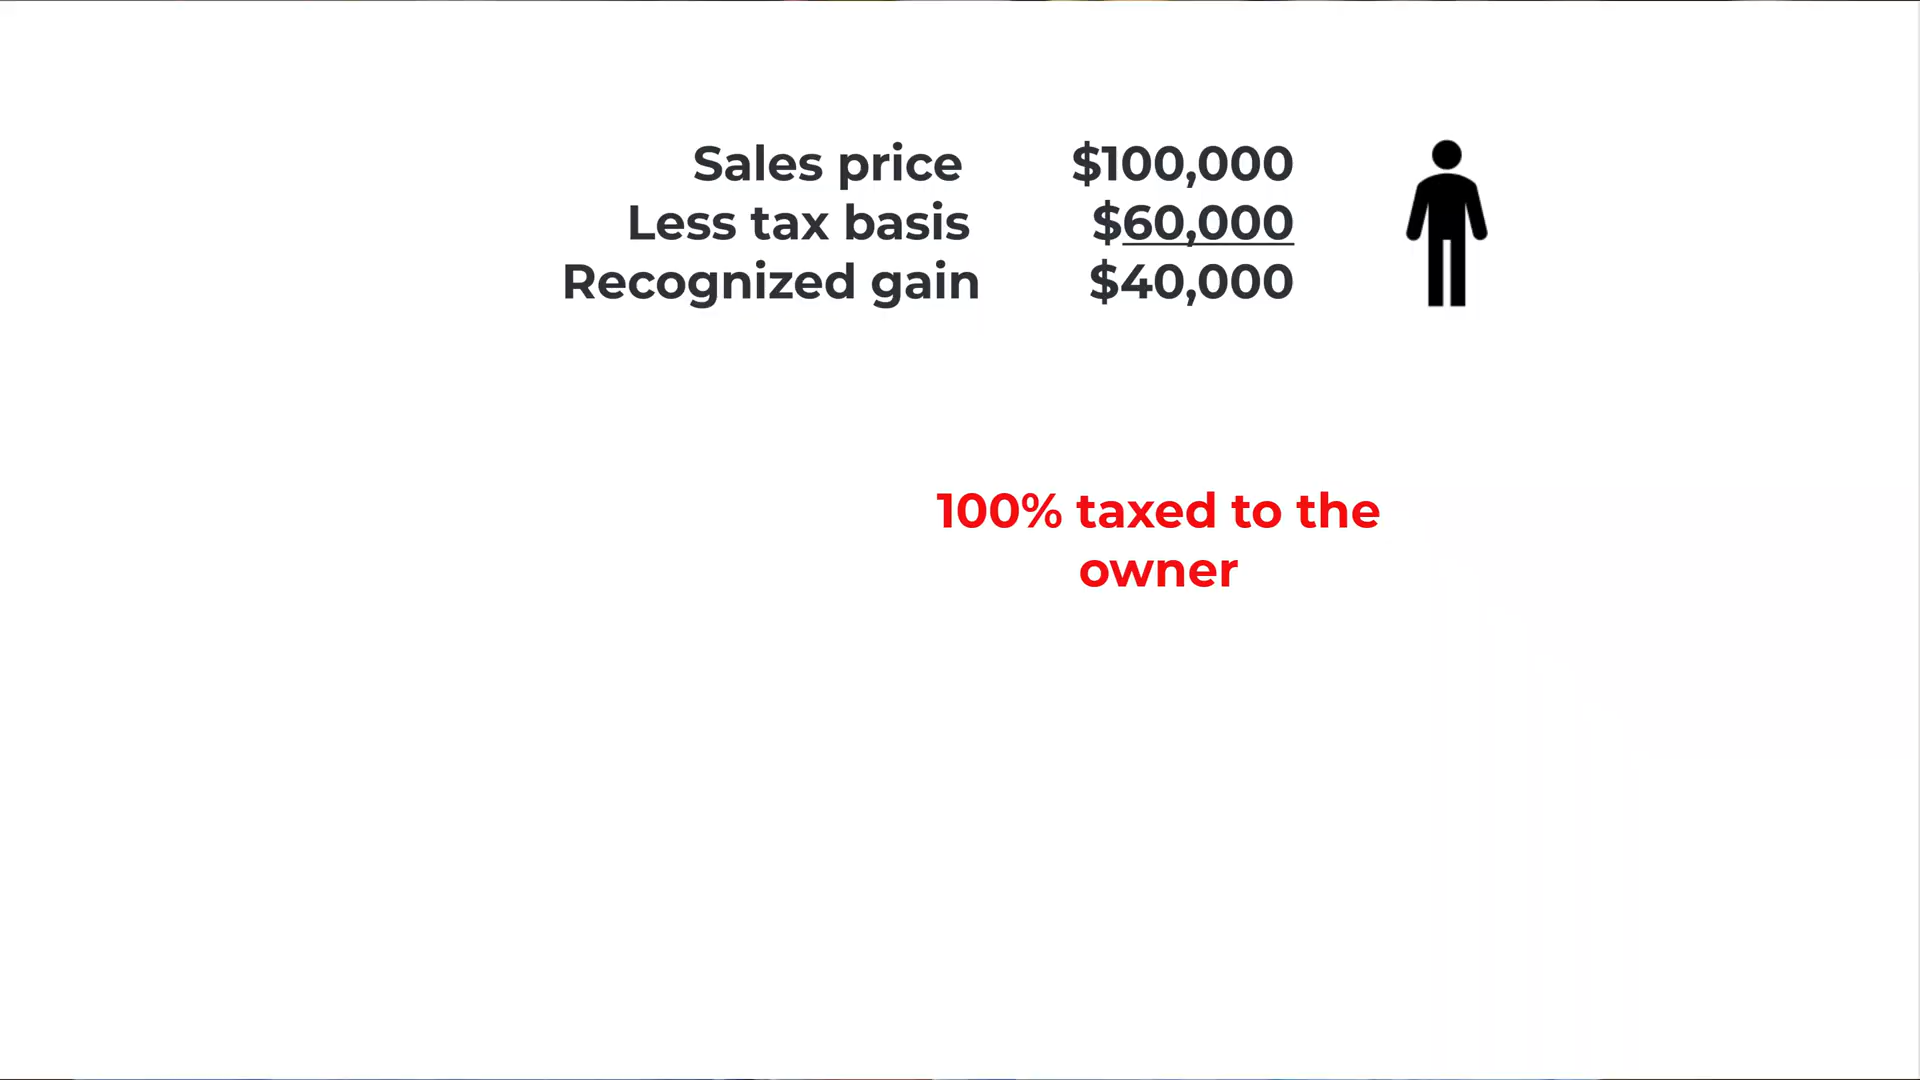 Sales price $100,000
Less tax basis $60,000
Recognized gain $40,000
100% taxed to the
owner